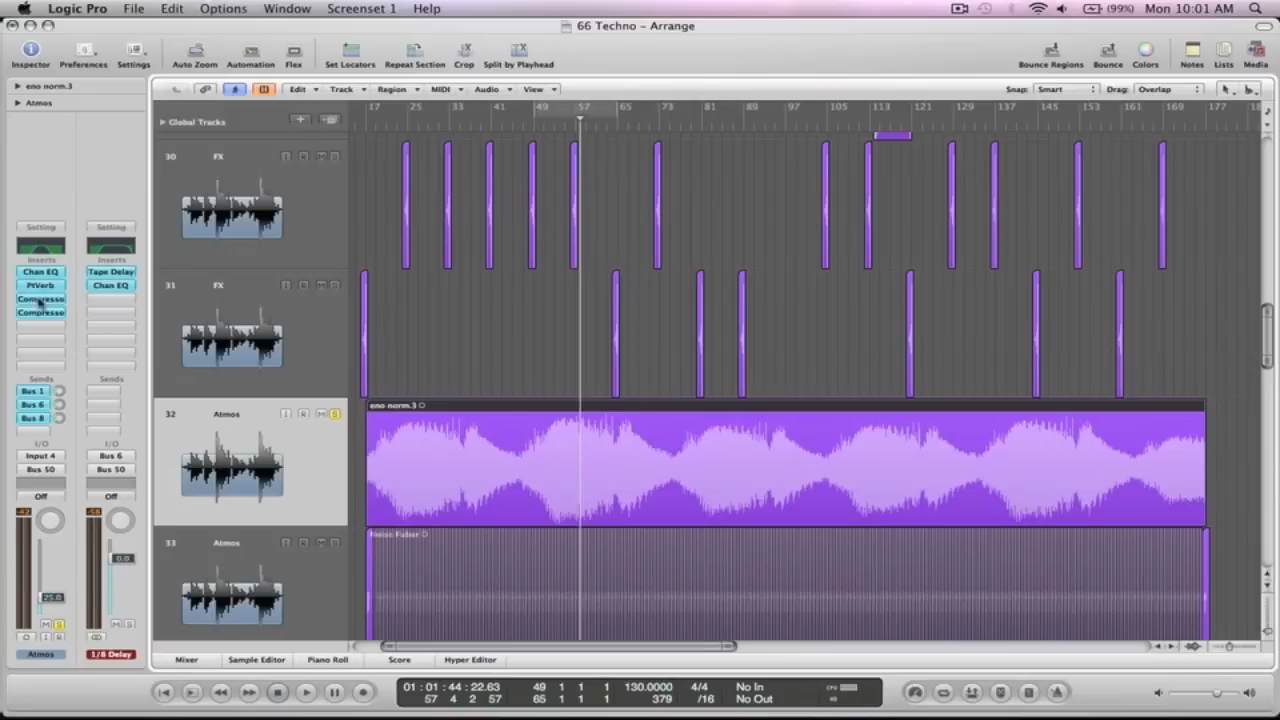 Logic Pro File Edit Options Window Screenset 1 Help (99%) Mon 10:01 AM
66 Techno – Arrange
Inspector Preferences Settings Auto Zoom Automation Flex Set Locators Repeat Section Crop Split by Playhead Bounce Regions Bounce Colors Notes Lists Media
eno norm.3
Atmos
Edit Track Region MIDI Audio View Snap: Smart Drag: Overlap
17 25 33 41 49 57 65 73 81 89 97 105 113 121 129 137 145 153 161 169 177
Global Tracks
30 FX I R M S
31 FX I R M S
32 Atmos I R M S
eno norm.3
33 Atmos I R M S
Setting Setting
Inserts Inserts
Chan EQ Tape Delay
PtVerb Chan EQ
Compresso
Compresso
Sends Sends
Bus 1
Bus 6
Bus 8
I/O I/O
Input 4 Bus 6
Bus 50 Bus 50
Off Off
0.0
25.0
M S M S
I R
Atmos 1/8 Delay
Mixer Sample Editor Piano Roll Score Hyper Editor
01:01:44:22.63 49 1 1 1 130.0000 4/4 No In CPU
57 4 2 57 65 1 1 1 379 /16 No Out HD